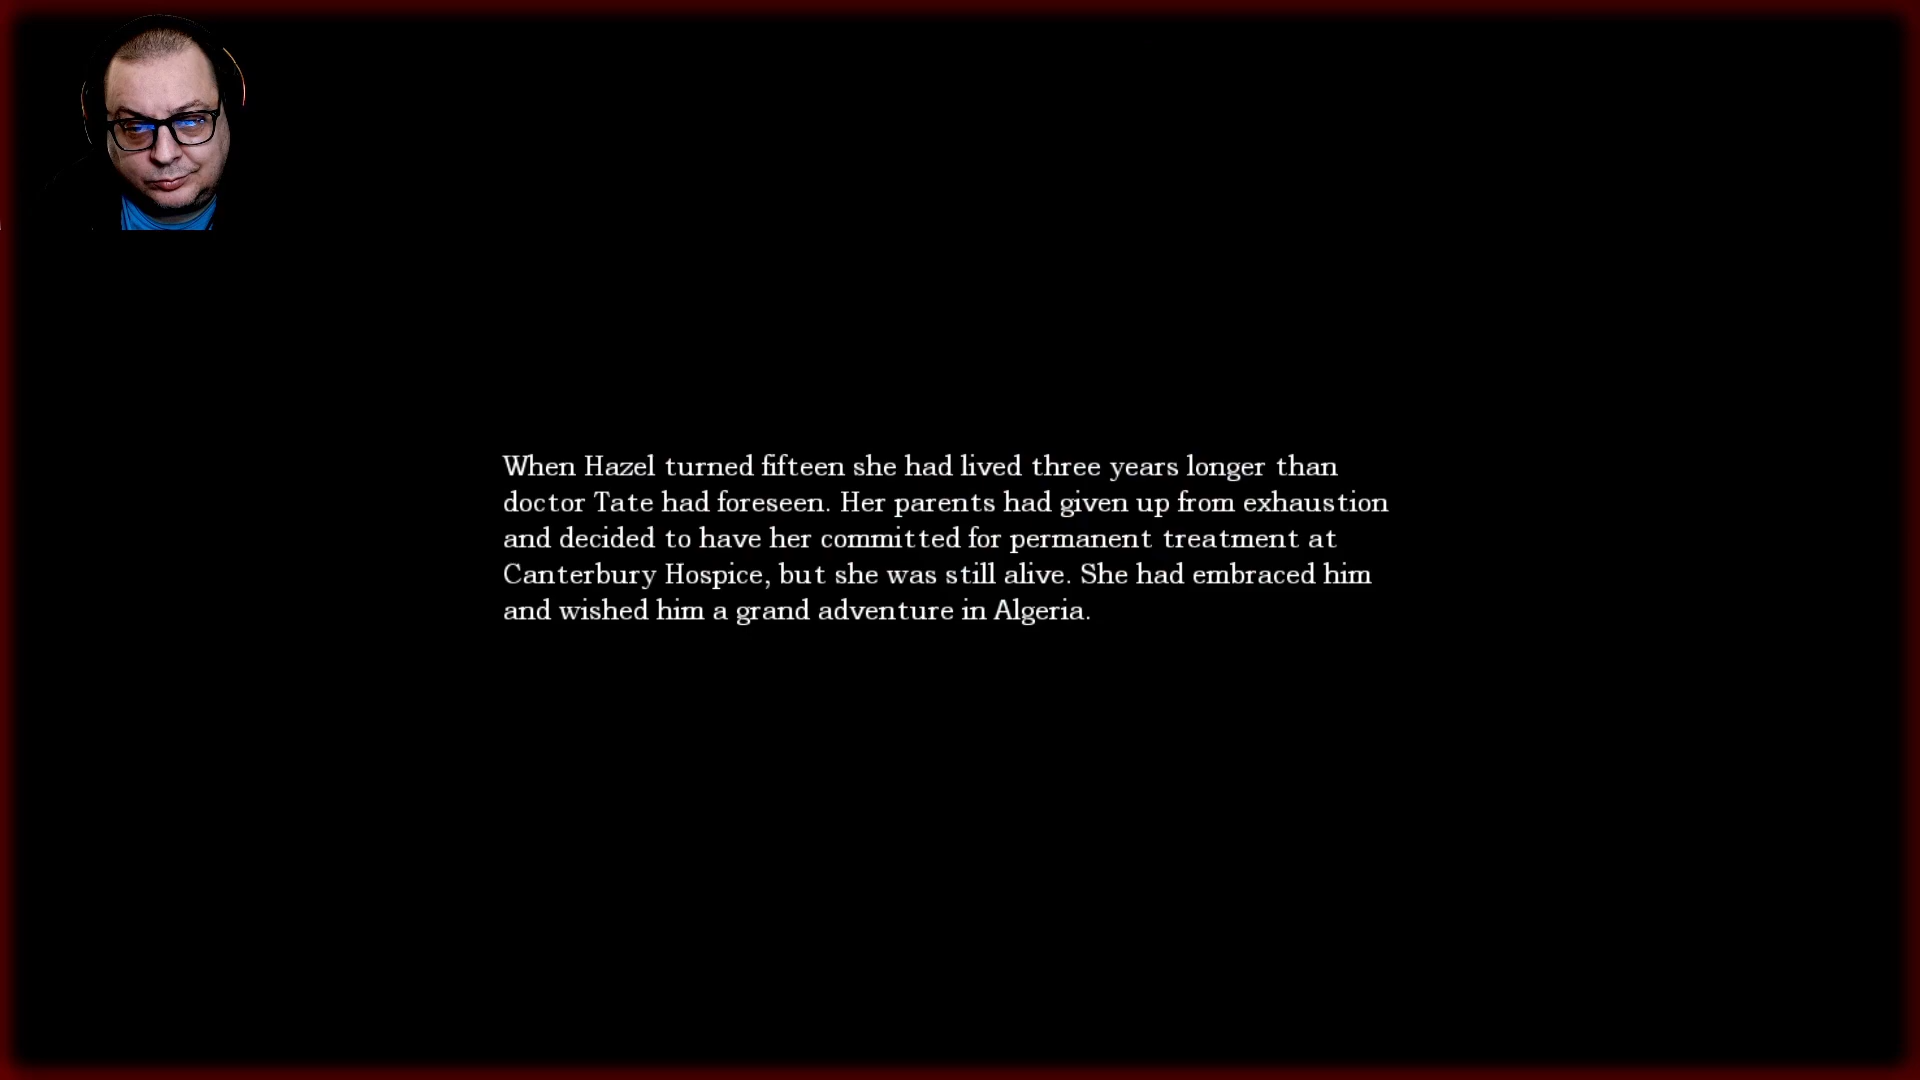 When Hazel turned fifteen she had lived three years longer than
doctor Tate had foreseen. Her parents had given up from exhaustion
and decided to have her committed for permanent treatment at
Canterbury Hospice, but she was still alive. She had embraced him
and wished him a grand adventure in Algeria.